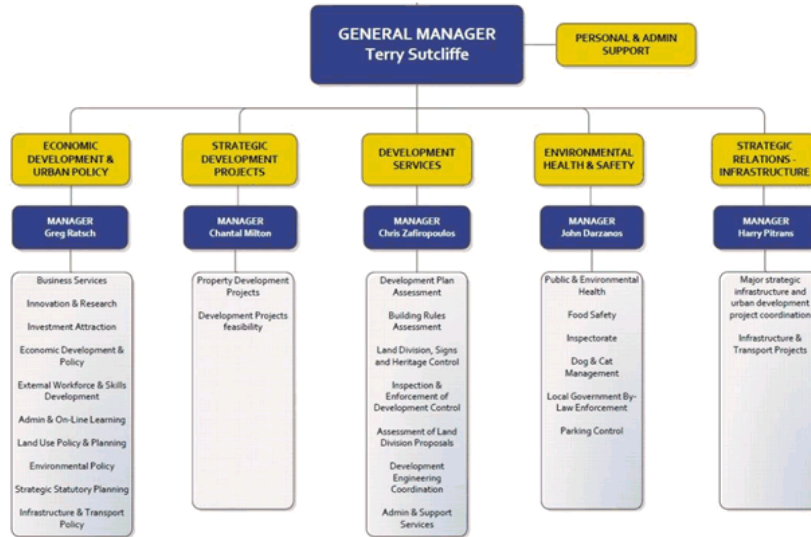 GENERAL MANAGER
Terry Sutcliffe
PERSONAL & ADMIN
SUPPORT
ECONOMIC
DEVELOPMENT &
URBAN POLICY
MANAGER
Greg Ratsch
Business Services
Innovation & Research
Investment Attraction
Economic Development &
Policy
External Workforce & Skills
Development
Admin & On-Line Learning
Land Use Policy & Planning
Environmental Policy
Strategic Statutory Planning
Infrastructure & Transport
Policy
STRATEGIC
DEVELOPMENT
PROJECTS
MANAGER
Chantal Milton
Property Development
Projects
Development Projects
feasibility
DEVELOPMENT
SERVICES
MANAGER
Chris Zafiropoulos
Development Plan
Assessment
Building Rules
Assessment
Land Division, Signs
and Heritage Control
Inspection &
Enforcement of
Development Control
Assessment of Land
Division Proposals
Development
Engineering
Coordination
Admin & Support
Services
ENVIRONMENTAL
HEALTH & SAFETY
MANAGER
John Darzanos
Public & Environmental
Health
Food Safety
Inspectorate
Dog & Cat
Management
Local Government By-
Law Enforcement
Parking Control
STRATEGIC
RELATIONS -
INFRASTRUCTURE
MANAGER
Harry Pitrans
Major strategic
infrastructure and
urban development
project coordination
Infrastructure &
Transport Projects